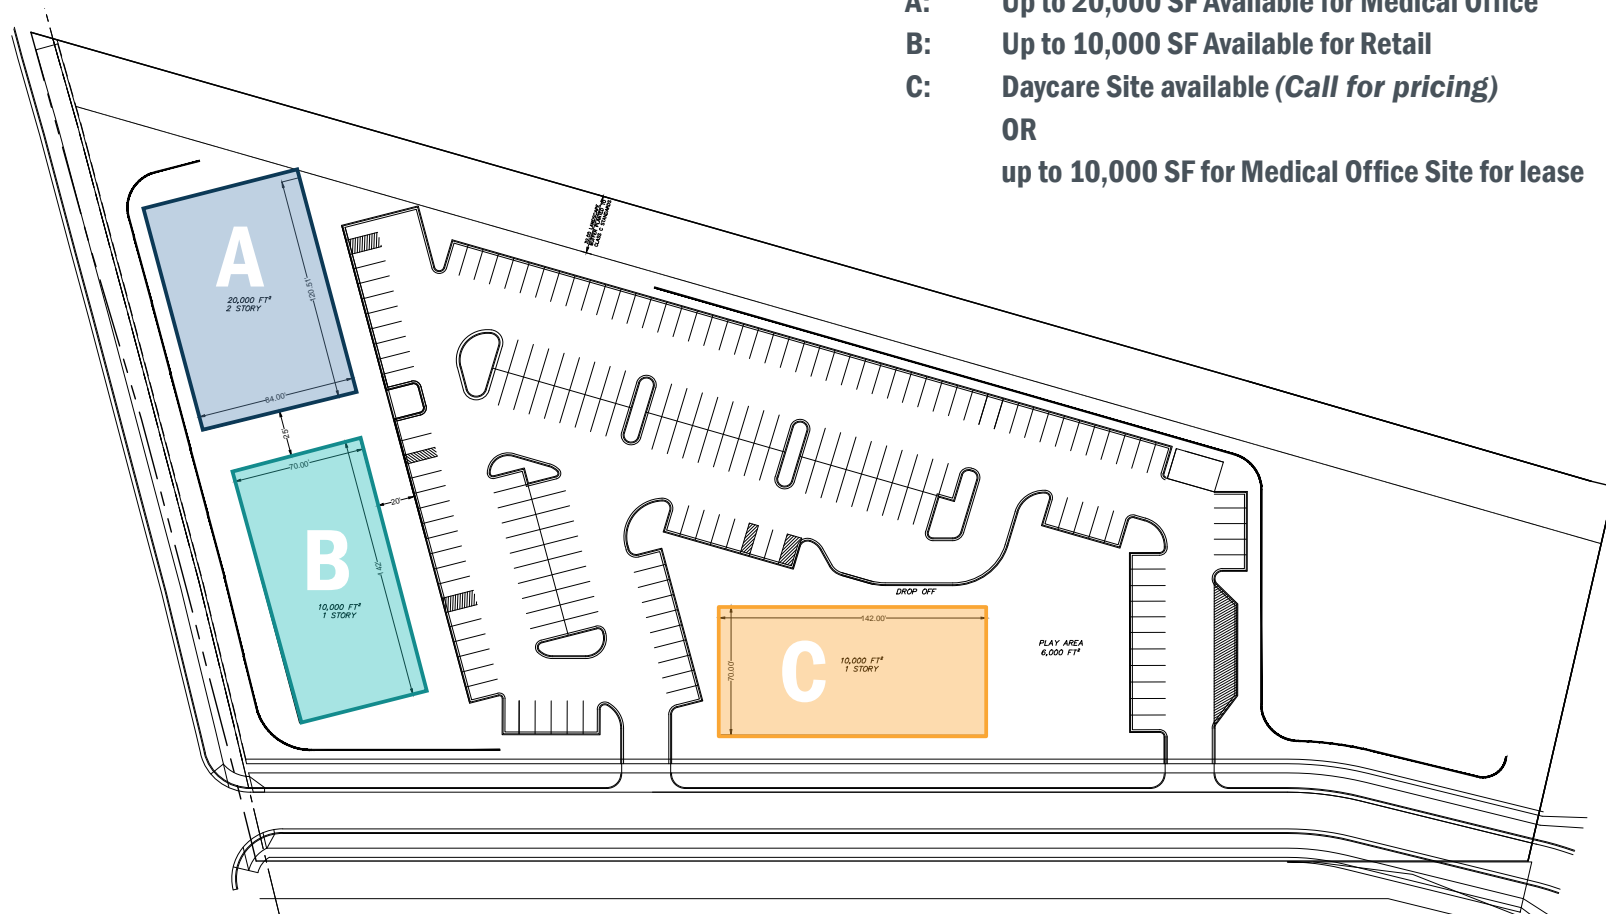 A: Up to 20,000 SF Available for Medical Office
B: Up to 10,000 SF Available for Retail
C: Daycare Site available (Call for pricing)
OR
up to 10,000 SF for Medical Office Site for lease
A
20,000 FT²
2 STORY
120.51'
84.00'
25'
70.00'
20'
B
142'
10,000 FT²
1 STORY
DROP OFF
142.00'
C
10,000 FT²
1 STORY
70.00'
PLAY AREA
6,000 FT²